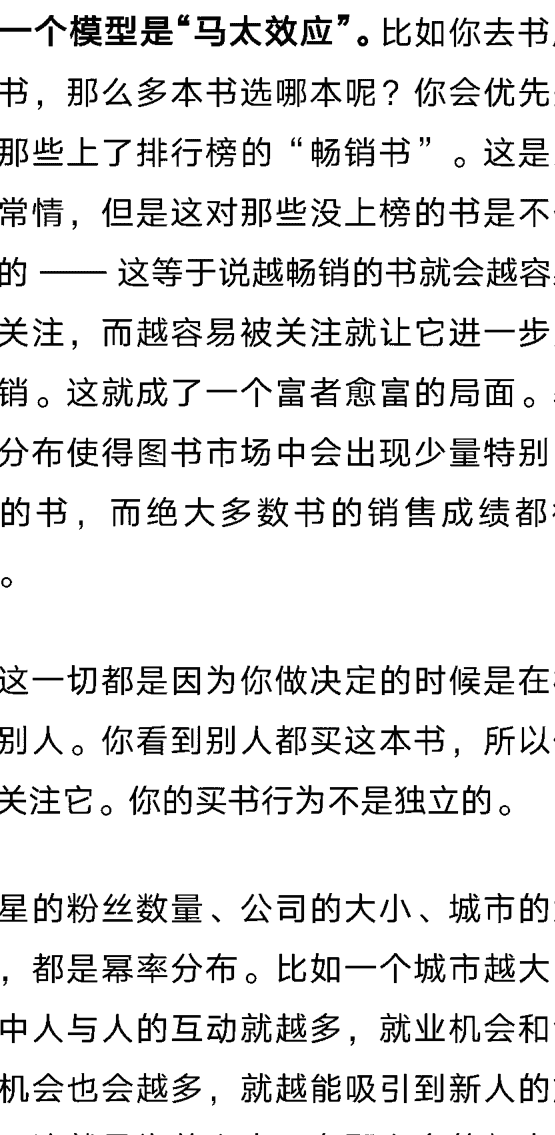 一个模型是“马太效应”。比如你去书
书，那么多本书选哪本呢？你会优先
那些上了排行榜的“畅销书”。这是
常情，但是这对那些没上榜的书是不
的 —— 这等于说越畅销的书就会越容
关注，而越容易被关注就让它进一步
销。这就成了一个富者愈富的局面。
分布使得图书市场中会出现少量特别
的书，而绝大多数书的销售成绩都
。
这一切都是因为你做决定的时候是在
别人。你看到别人都买这本书，所以
关注它。你的买书行为不是独立的。
星的粉丝数量、公司的大小、城市的
，都是幂率分布。比如一个城市越大
中人与人的互动就越多，就业机会和
机会也会越多，就越能吸引到新人的